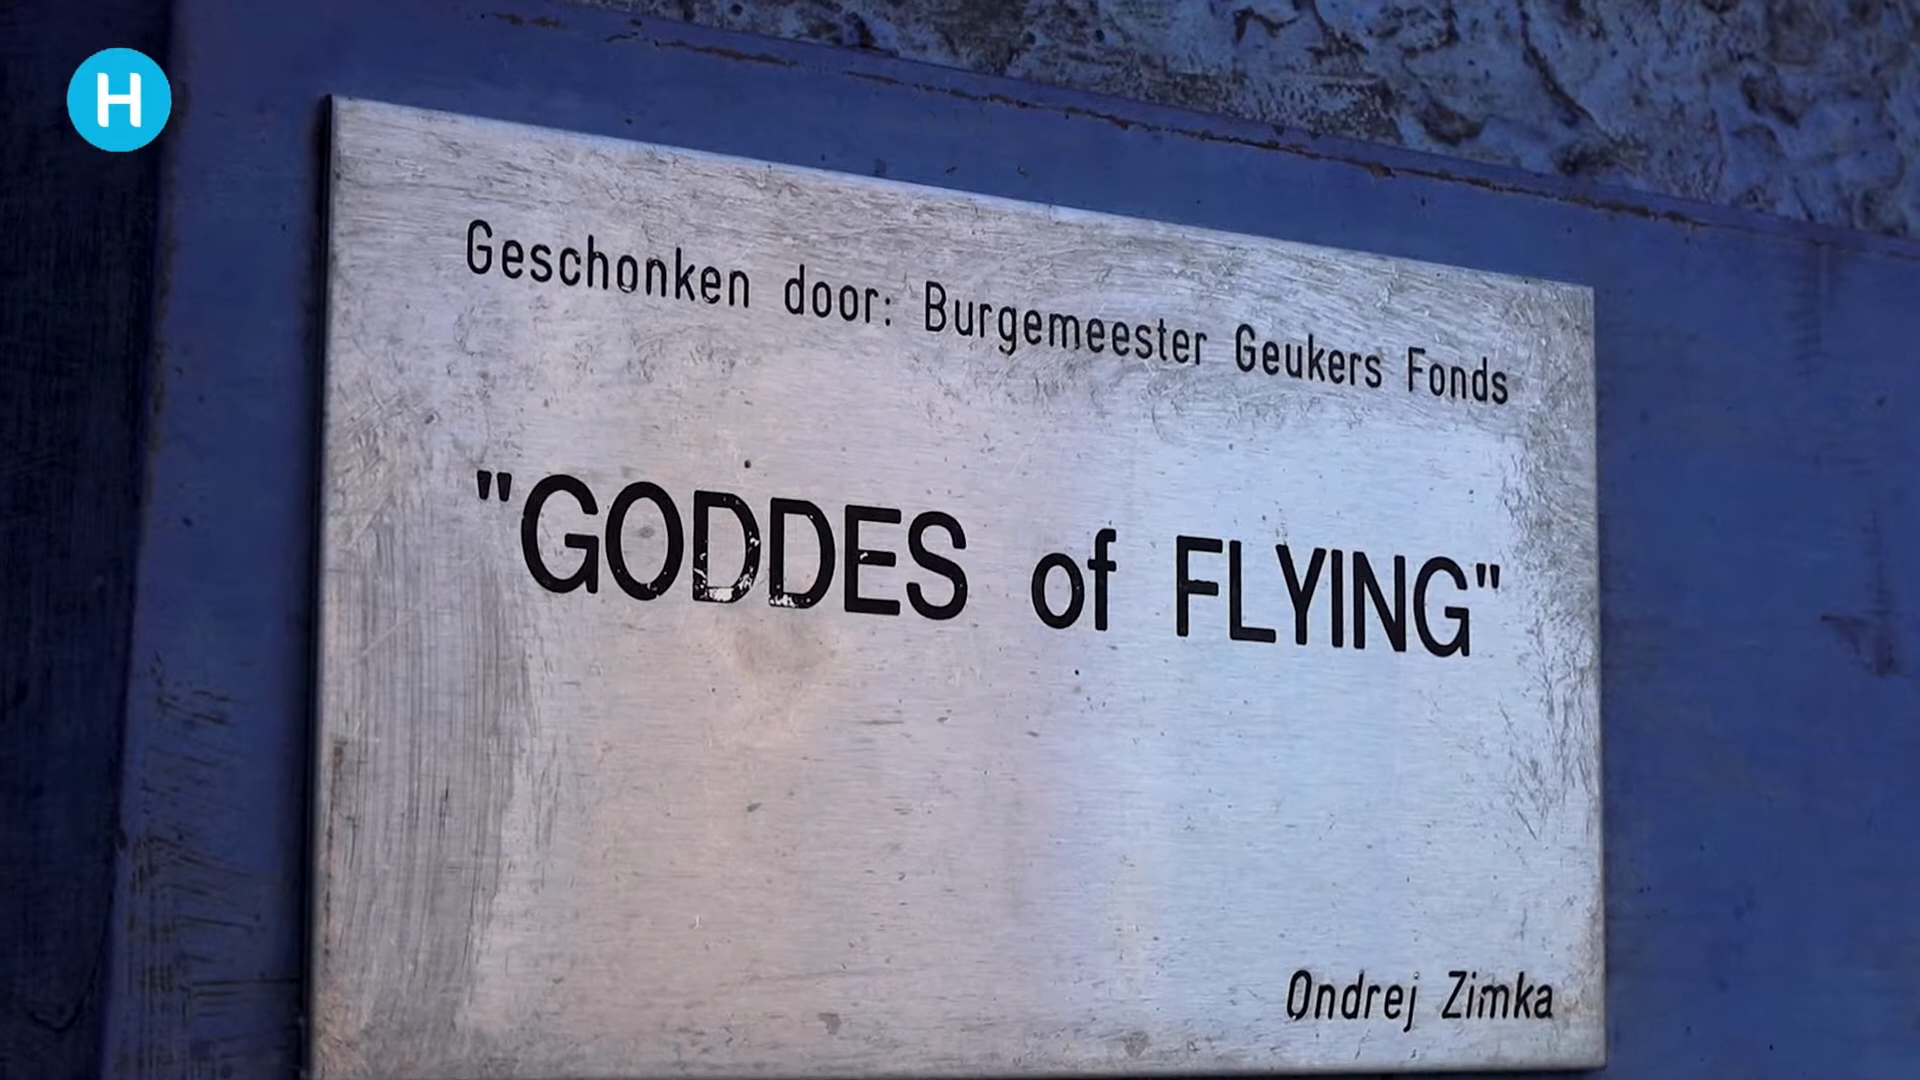 H
Geschonken door: Burgemeester Geukers Fonds
"GODDES of FLYING"
Ondrej Zimka